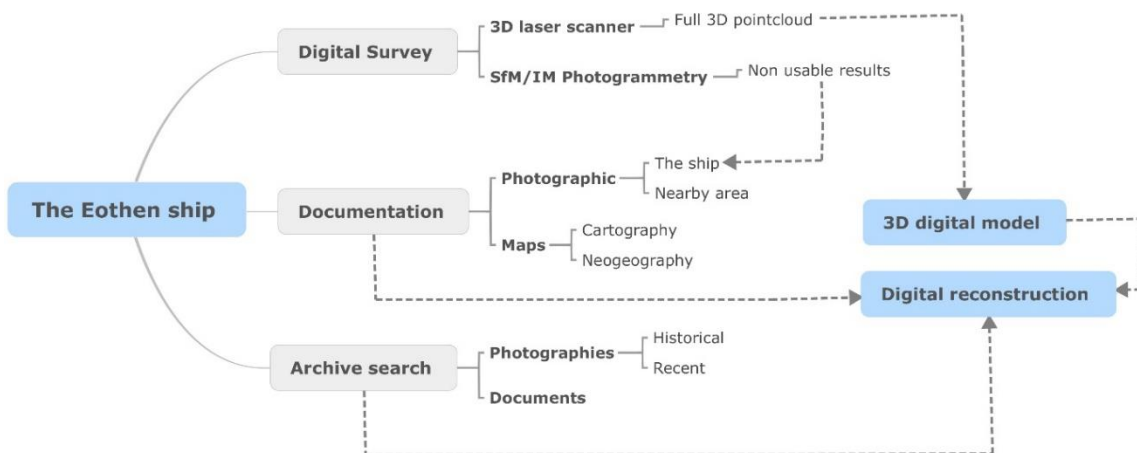 3D laser scanner
Full 3D pointcloud
Digital Survey
SfM/IM Photogrammetry
Non usable results
The Eothen ship
Documentation
Photographic
The ship
Nearby area
Maps
Cartography
Neogeography
3D digital model
Digital reconstruction
Archive search
Photographies
Historical
Recent
Documents